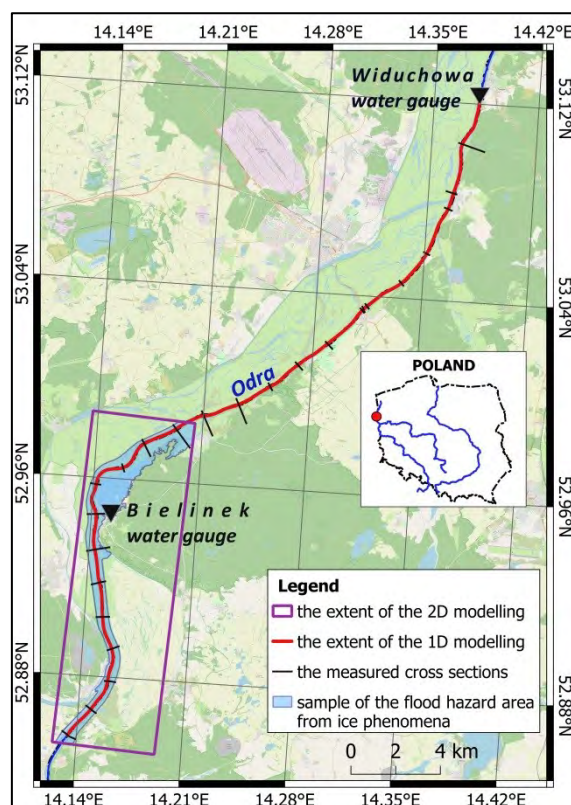 14.14°E 14.21°E 14.28°E 14.35°E 14.42°E
53.12°N
53.12°N
Widuchowa
water gauge
53.04°N
53.04°N
Odra
POLAND
52.96°N
52.96°N
Bielinek
water gauge
Legend
the extent of the 2D modelling
the extent of the 1D modelling
the measured cross sections
sample of the flood hazard area
from ice phenomena
0 2 4 km
52.88°N
52.88°N
14.14°E 14.21°E 14.28°E 14.35°E 14.42°E